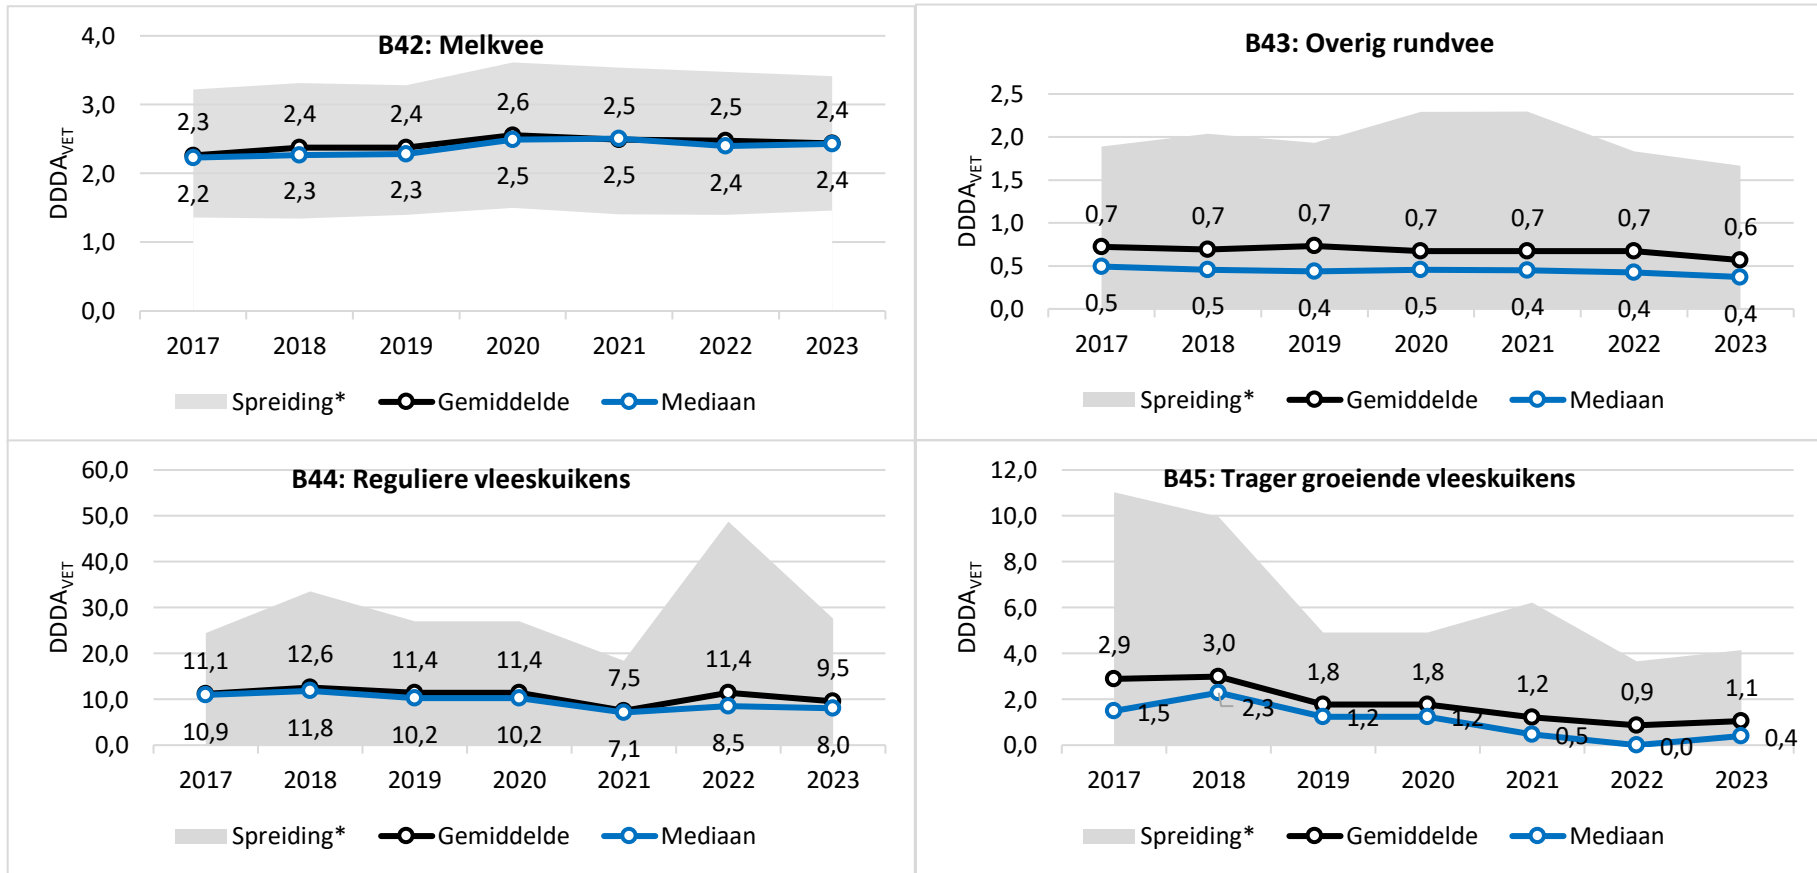 B42: Melkvee
4,0
3,0
2,0
1,0
0,0
DDDAVET
2,3 2,4 2,4 2,6 2,5 2,5 2,4
2,2 2,3 2,3 2,5 2,5 2,4 2,4
2017 2018 2019 2020 2021 2022 2023
Spreiding* Gemiddelde Mediaan
B43: Overig rundvee
2,5
2,0
1,5
1,0
0,5
0,0
DDDAVET
0,7 0,7 0,7 0,7 0,7 0,7 0,6
0,5 0,5 0,4 0,5 0,4 0,4 0,4
2017 2018 2019 2020 2021 2022 2023
Spreiding* Gemiddelde Mediaan
B44: Reguliere vleeskuikens
60,0
50,0
40,0
30,0
20,0
10,0
0,0
DDDAVET
11,1 12,6 11,4 11,4 7,5 11,4 9,5
10,9 11,8 10,2 10,2 7,1 8,5 8,0
2017 2018 2019 2020 2021 2022 2023
Spreiding* Gemiddelde Mediaan
B45: Trager groeiende vleeskuikens
12,0
10,0
8,0
6,0
4,0
2,0
0,0
DDDAVET
2,9 3,0 1,8 1,8 1,2 0,9 1,1
1,5 2,3 1,2 1,2 0,5 0,0 0,4
2017 2018 2019 2020 2021 2022 2023
Spreiding* Gemiddelde Mediaan